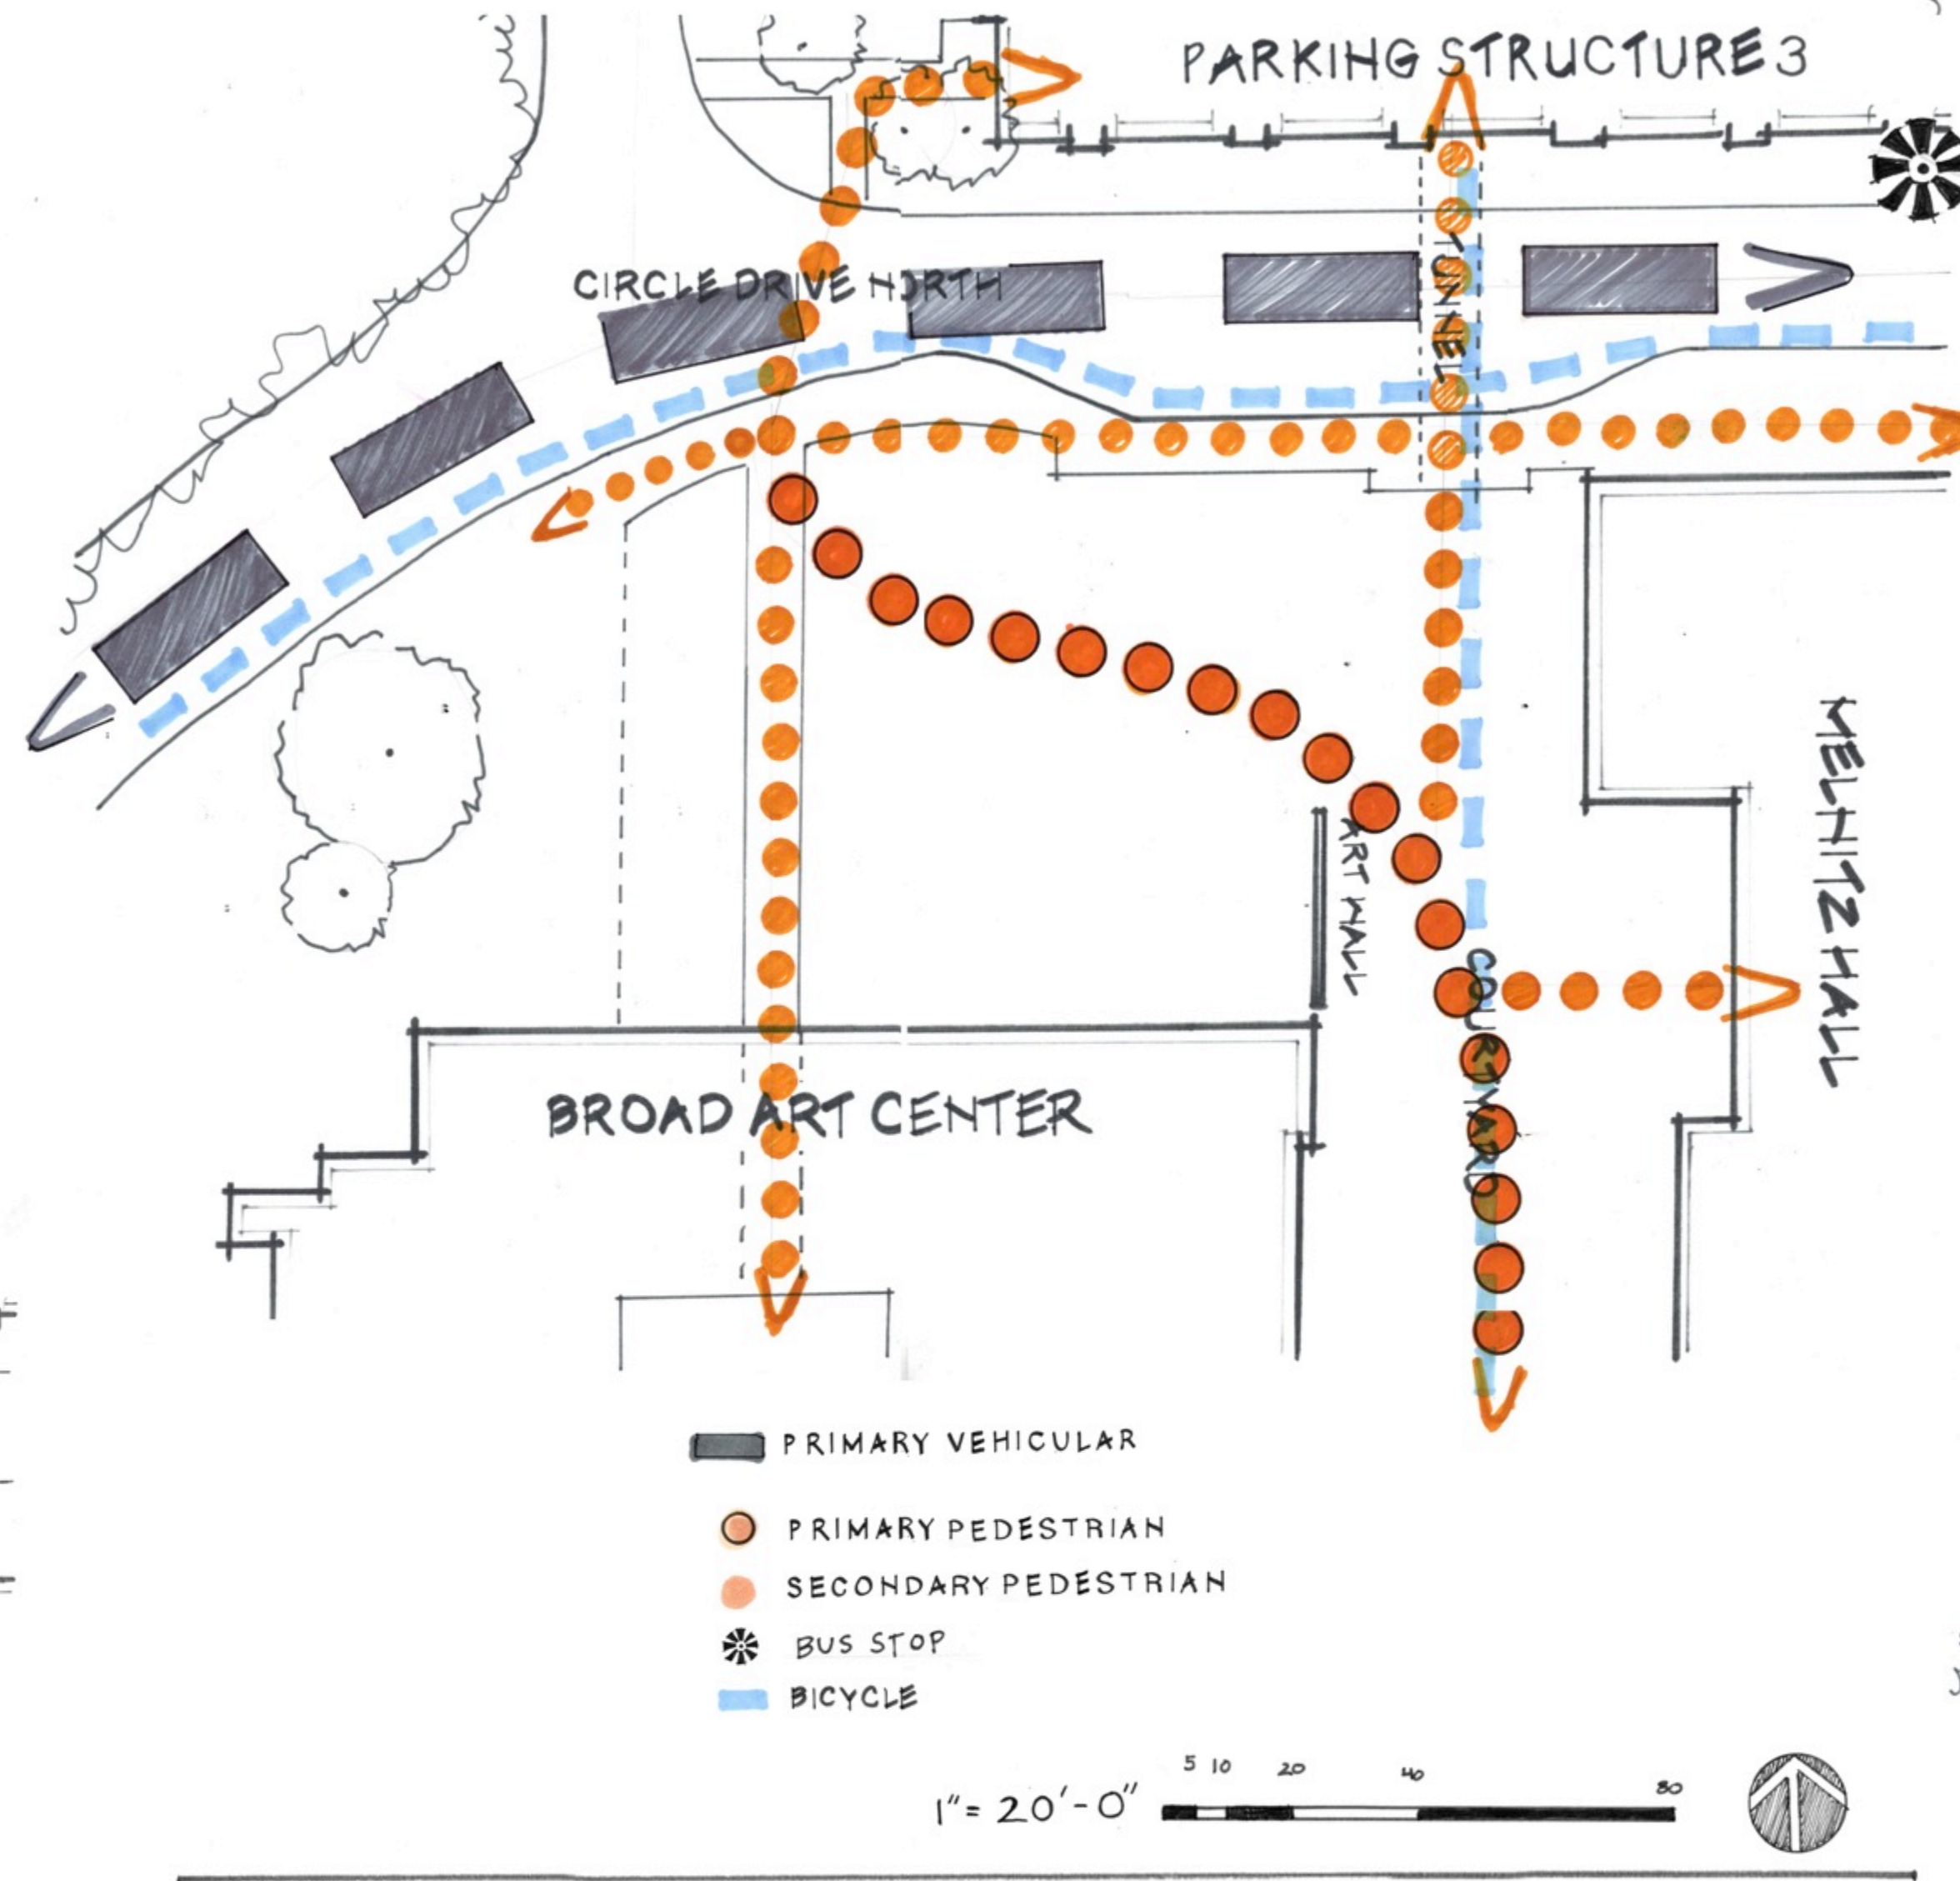 PARKING STRUCTURE 3
CIRCLE DRIVE NORTH
TUNNEL
MELNITZ HALL
ART WALL
COURTYARD
BROAD ART CENTER
PRIMARY VEHICULAR
PRIMARY PEDESTRIAN
SECONDARY PEDESTRIAN
BUS STOP
BICYCLE
5 10 20 40 80
1" = 20'-0"